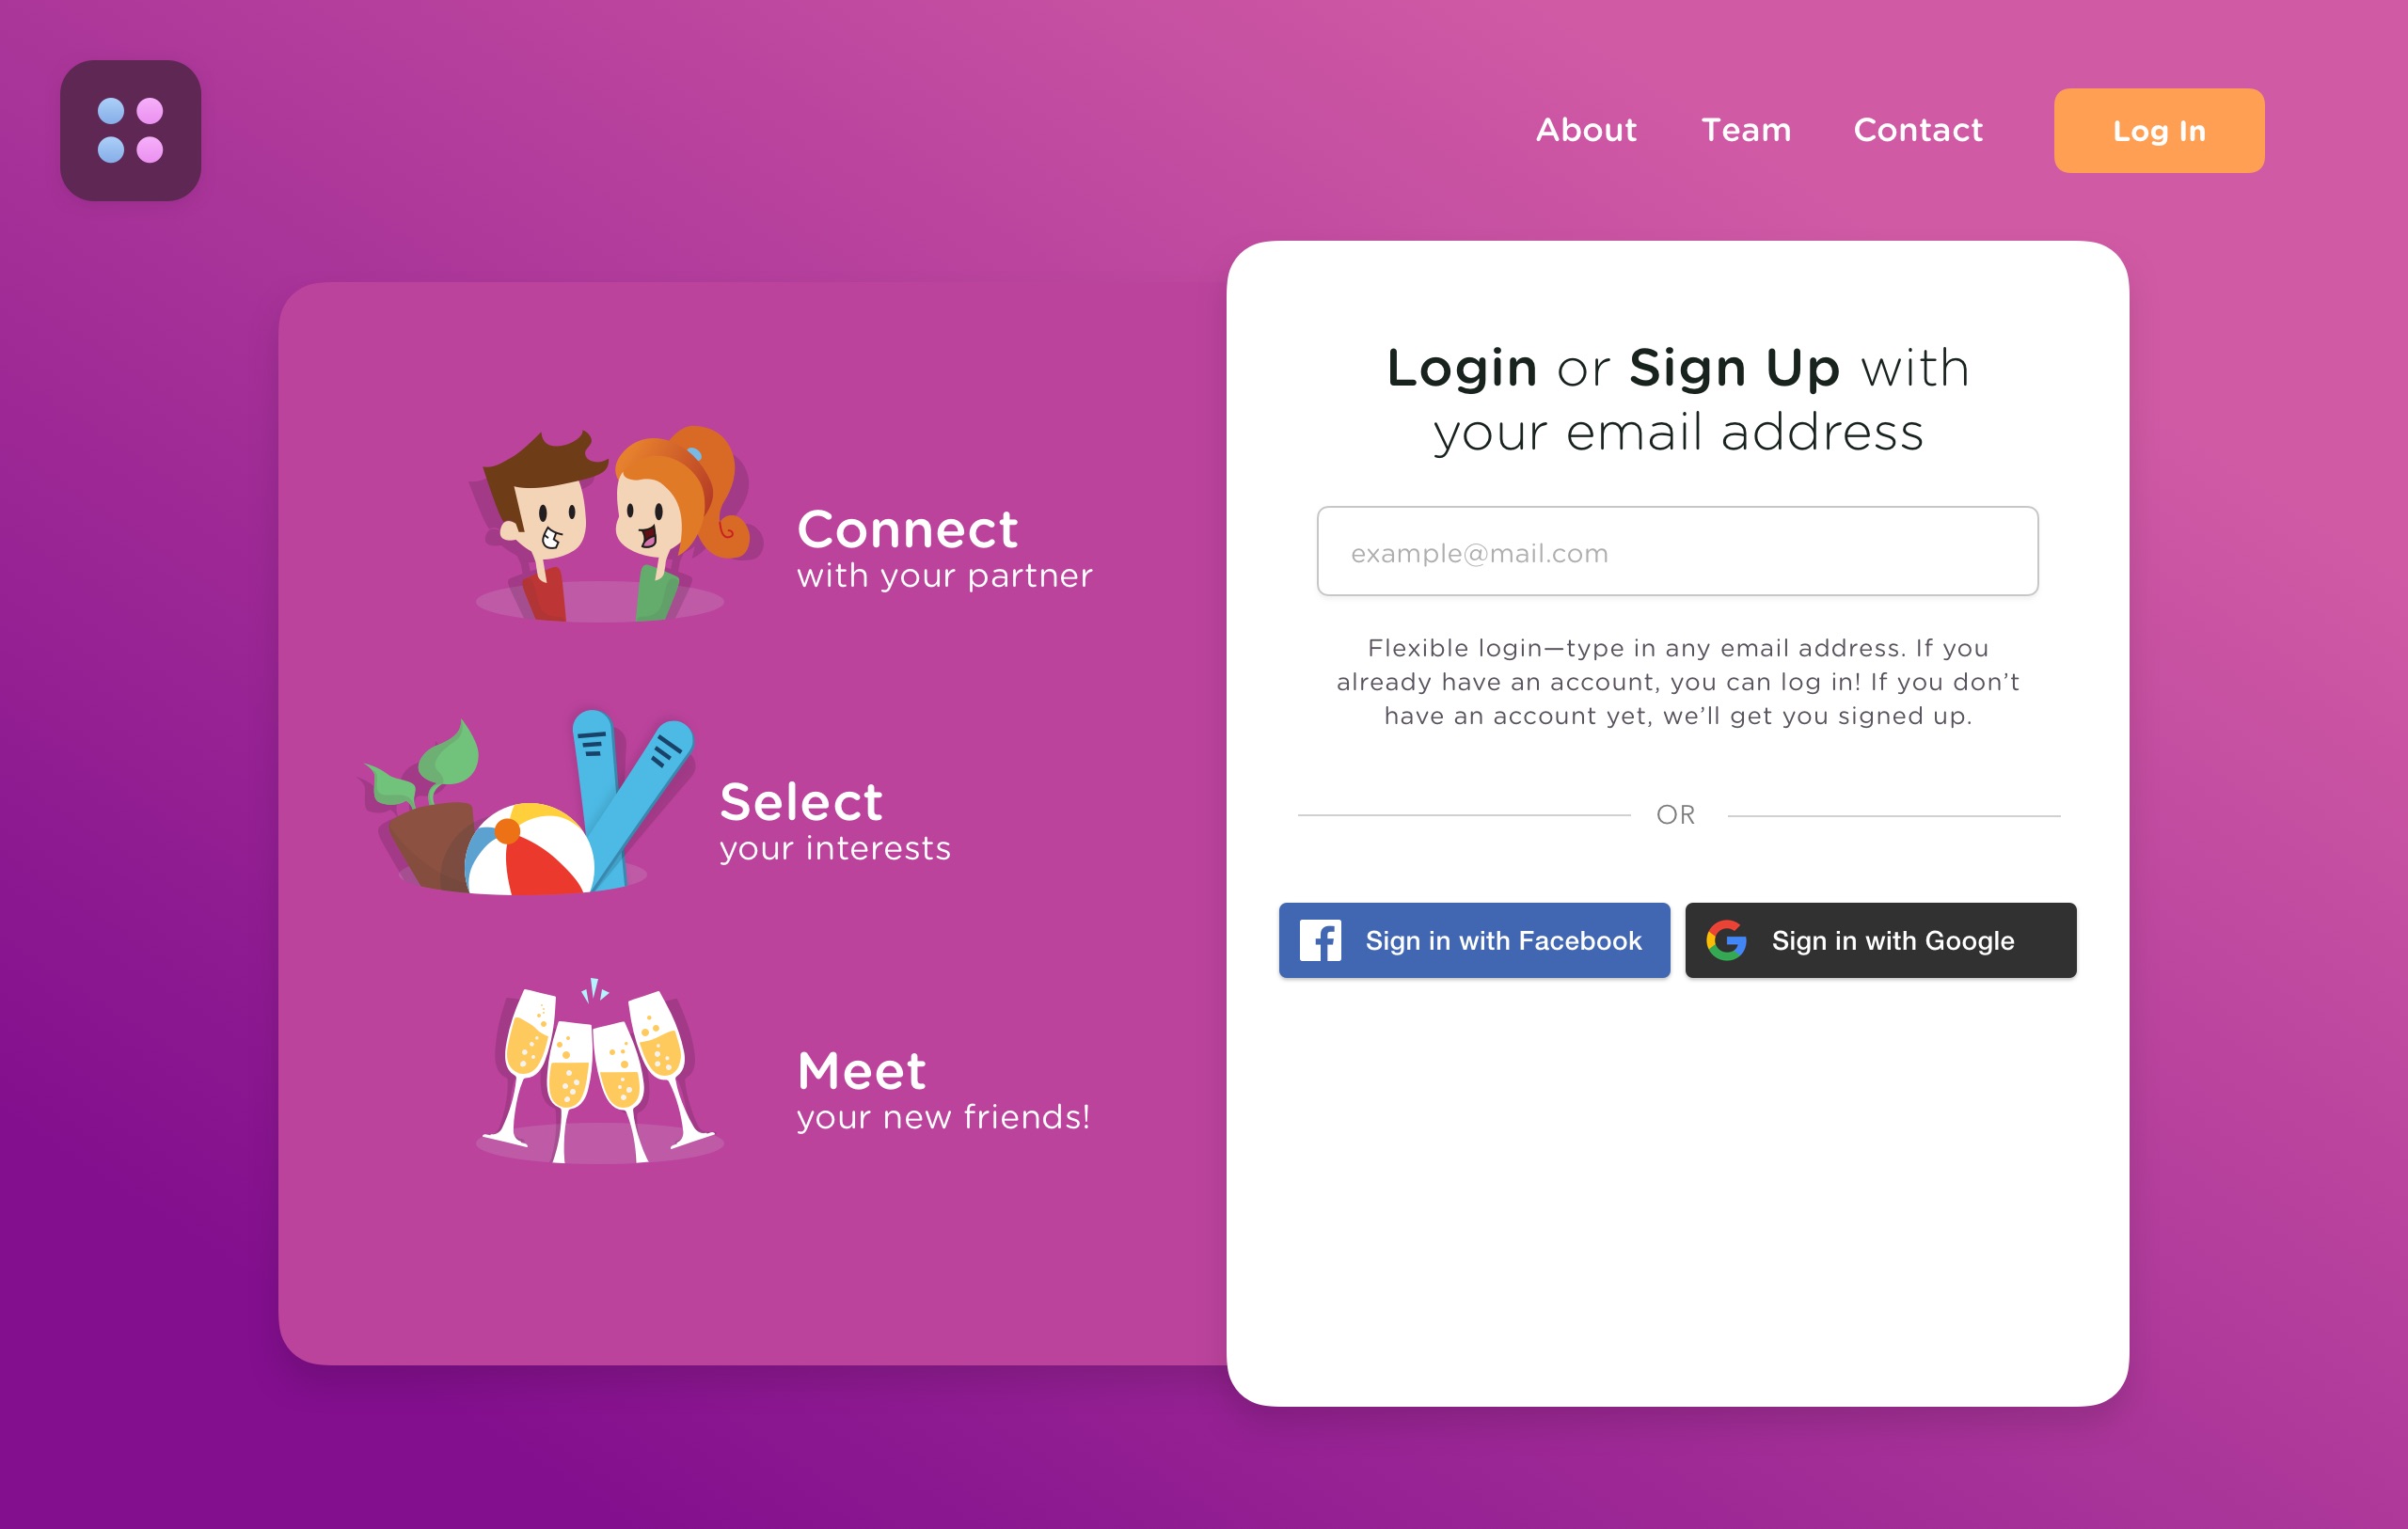 About
Team
Contact
Log In
Connect
with your partner
Select
your interests
Meet
your new friends!
Login or Sign Up with
your email address
example@mail.com
Flexible login—type in any email address. If you
already have an account, you can log in! If you don’t
have an account yet, we’ll get you signed up.
OR
Sign in with Facebook
Sign in with Google